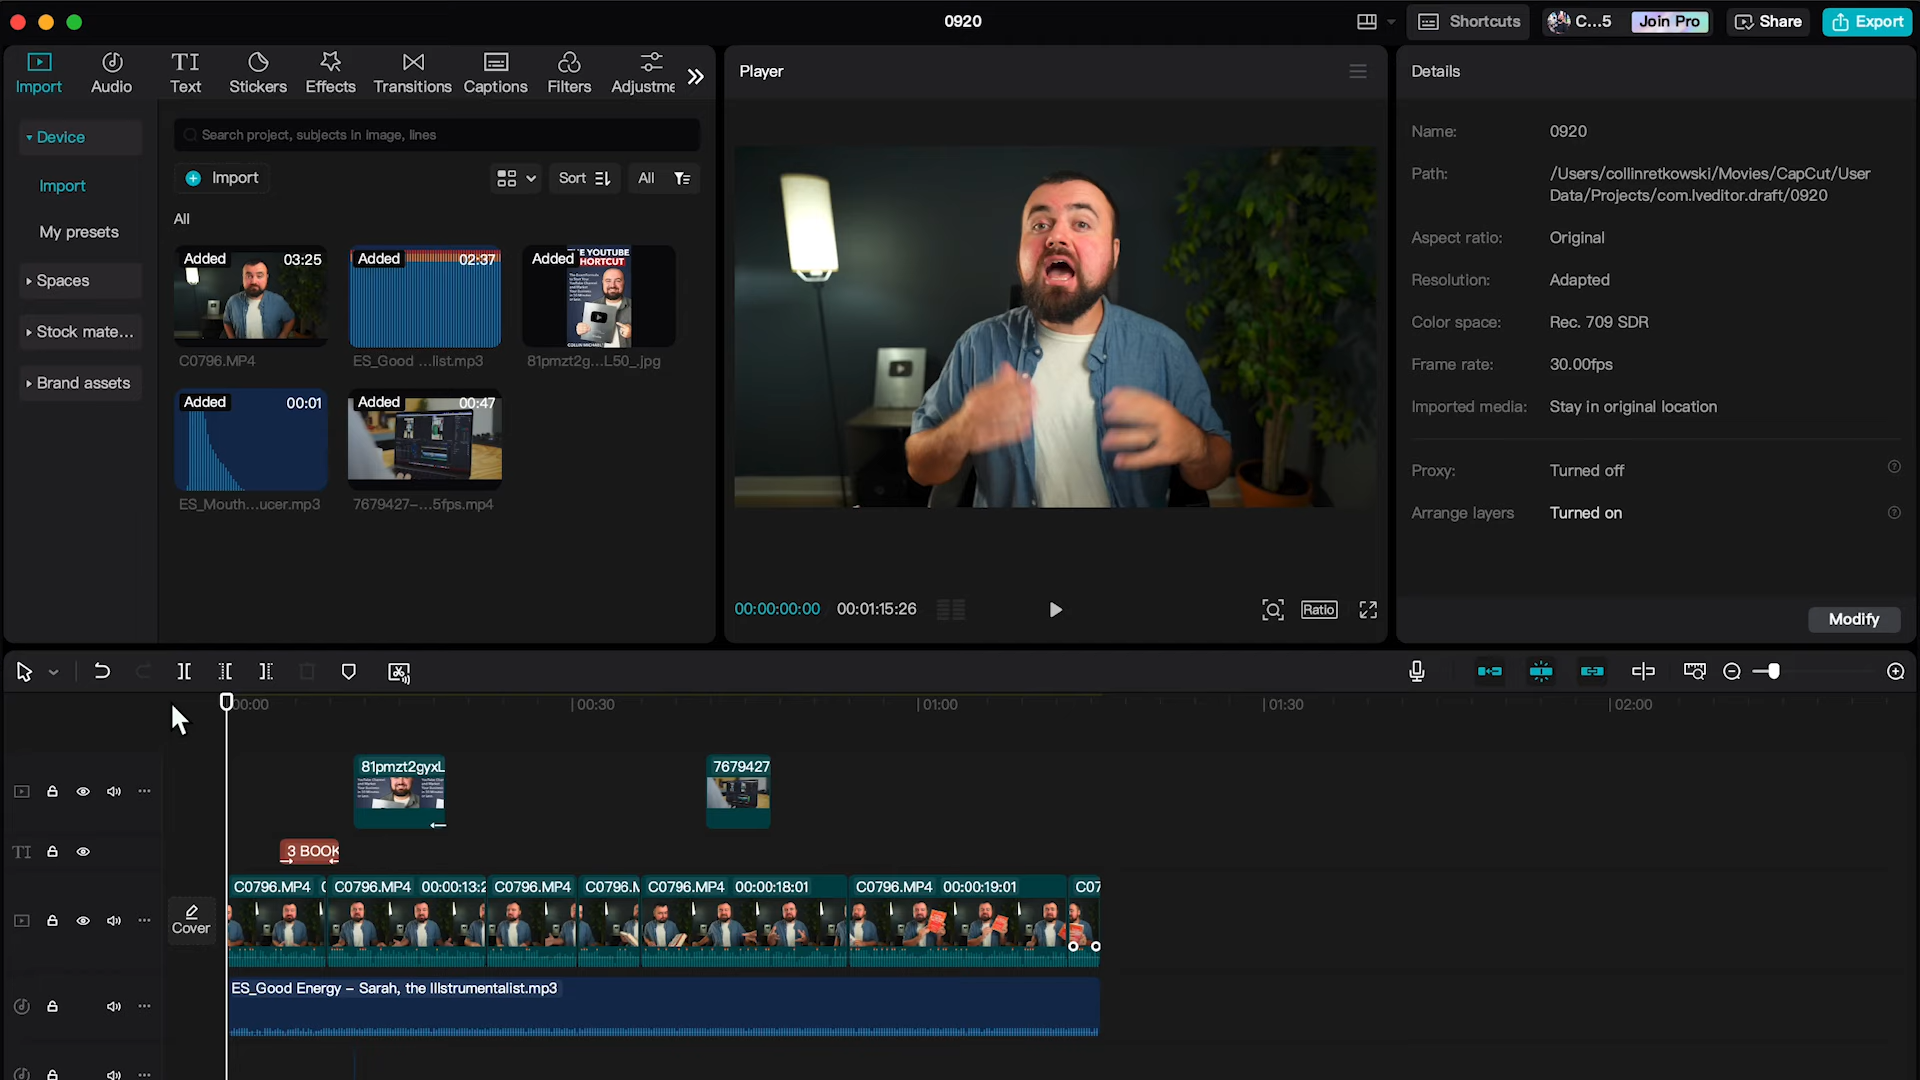 0920
Shortcuts
C...5
Join Pro
Share
Export
Import
Audio
Text
Stickers
Effects
Transitions
Captions
Filters
Adjustme
Device
Import
My presets
Spaces
Stock mate...
Brand assets
Search project, subjects in image, lines
Import
Sort
All
All
Added 03:25
C0796.MP4
Added 02:37
ES_Good ...list.mp3
Added
E YOUTUBE
HORTCUT
81pmzt2g...L50_.jpg
Added 00:01
ES_Mouth...ucer.mp3
Added 00:47
7679427-...5fps.mp4
Player
00:00:00:00 00:01:15:26
Ratio
Details
Name: 0920
Path: /Users/collinretkowski/Movies/CapCut/User
Data/Projects/com.lveditor.draft/0920
Aspect ratio: Original
Resolution: Adapted
Color space: Rec. 709 SDR
Frame rate: 30.00fps
Imported media: Stay in original location
Proxy: Turned off
Arrange layers Turned on
Modify
00:00 00:30 01:00 01:30 02:00
81pmzt2gyxL
7679427
TI
3 BOOK
Cover
C0796.MP4
C0796.MP4 00:00:13:2
C0796.MP4
C0796.M
C0796.MP4 00:00:18:01
C0796.MP4 00:00:19:01
C07
ES_Good Energy – Sarah, the Illstrumentalist.mp3